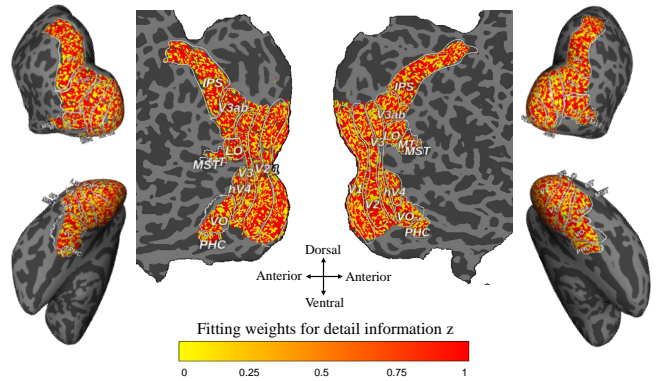 IPS
IPS
V3ab
V3ab
LO
LO
MT
MST
MST
V3
V3
V2
hV4
hV4
V1
V2
VO
VO
PHC
PHC
Dorsal
Anterior
Anterior
Ventral
Fitting weights for detail information z
0
0.25
0.5
0.75
1